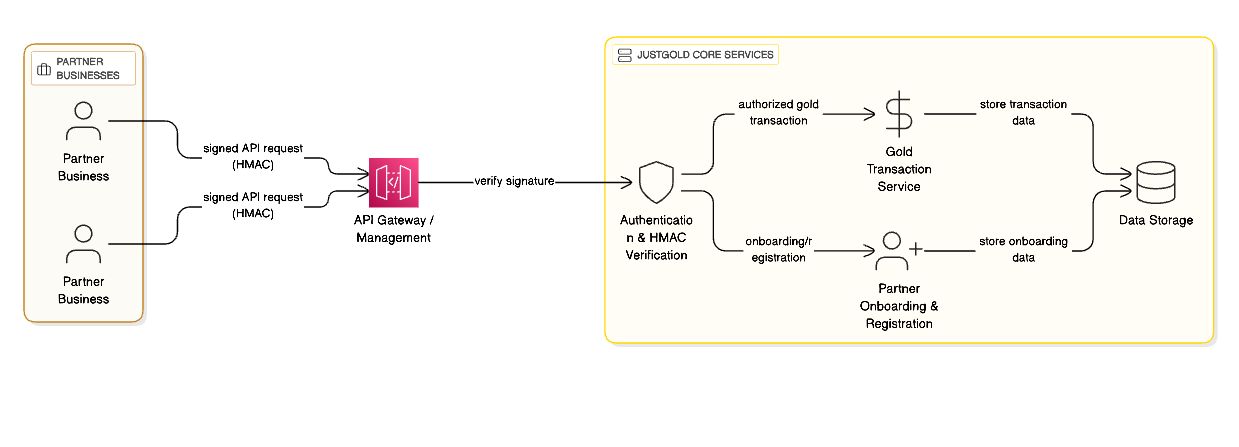 PARTNER
BUSINESSES
Partner
Business
Partner
Business
signed API request
(HMAC)
signed API request
(HMAC)
API Gateway /
Management
verify signature
JUSTGOLD CORE SERVICES
Authenticatio
n & HMAC
Verification
authorized gold
transaction
onboarding/r
egistration
Gold
Transaction
Service
Partner
Onboarding &
Registration
store transaction
data
store onboarding
data
Data Storage